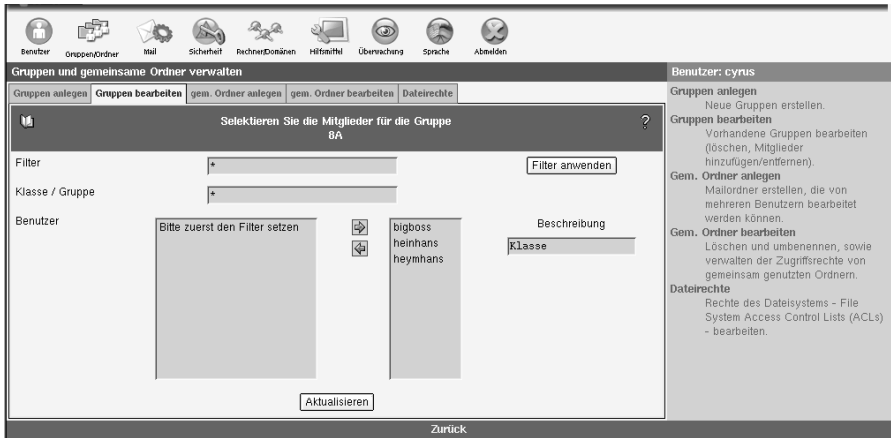 Benutzer Gruppen/Ordner Mail Sicherheit Rechner/Domänen Hilfsmittel Überwachung Sprache Abmelden
Gruppen und gemeinsame Ordner verwalten
Gruppen anlegen Gruppen bearbeiten gem. Ordner anlegen gem. Ordner bearbeiten Dateirechte
Selektieren Sie die Mitglieder für die Gruppe
8A
?
Filter
*
Filter anwenden
Klasse / Gruppe
*
Benutzer
Bitte zuerst den Filter setzen
bigboss
heinhans
heymhans
Beschreibung
Klasse
Aktualisieren
Zurück
Benutzer: cyrus
Gruppen anlegen
Neue Gruppen erstellen.
Gruppen bearbeiten
Vorhandene Gruppen bearbeiten
(löschen, Mitglieder
hinzufügen/entfernen).
Gem. Ordner anlegen
Mailordner erstellen, die von
mehreren Benutzern bearbeitet
werden können.
Gem. Ordner bearbeiten
Löschen und umbenennen, sowie
verwalten der Zugriffsrechte von
gemeinsam genutzten Ordnern.
Dateirechte
Rechte des Dateisystems - File
System Access Control Lists (ACLs)
- bearbeiten.